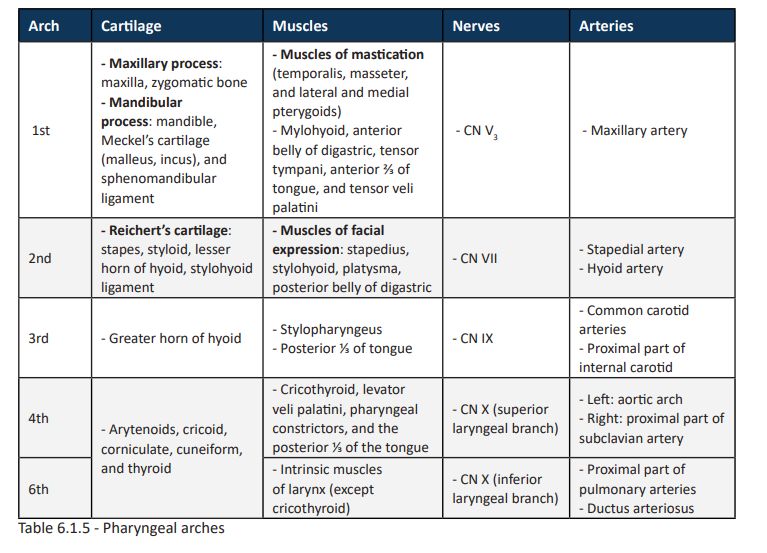 Arch Cartilage Muscles Nerves Arteries
1st
- Maxillary process:
maxilla, zygomatic bone
- Mandibular
process: mandible,
Meckel's cartilage
(malleus, incus), and
sphenomandibular
ligament
- Muscles of mastication
(temporalis, masseter,
and lateral and medial
pterygoids)
- Mylohyoid, anterior
belly of digastric, tensor
tympani, anterior ⅔ of
tongue, and tensor veli
palatini
- CN V₃
- Maxillary artery
2nd
- Reichert's cartilage:
stapes, styloid, lesser
horn of hyoid, stylohyoid
ligament
- Muscles of facial
expression: stapedius,
stylohyoid, platysma,
posterior belly of digastric
- CN VII
- Stapedial artery
- Hyoid artery
3rd
- Greater horn of hyoid
- Stylopharyngeus
- Posterior ⅓ of tongue
- CN IX
- Common carotid
arteries
- Proximal part of
internal carotid
4th
- Arytenoids, cricoid,
corniculate, cuneiform,
and thyroid
- Cricothyroid, levator
veli palatini, pharyngeal
constrictors, and the
posterior ⅓ of the tongue
- CN X (superior
laryngeal branch)
- Left: aortic arch
- Right: proximal part of
subclavian artery
6th
- Intrinsic muscles
of larynx (except
cricothyroid)
- CN X (inferior
laryngeal branch)
- Proximal part of
pulmonary arteries
- Ductus arteriosus
Table 6.1.5 - Pharyngeal arches